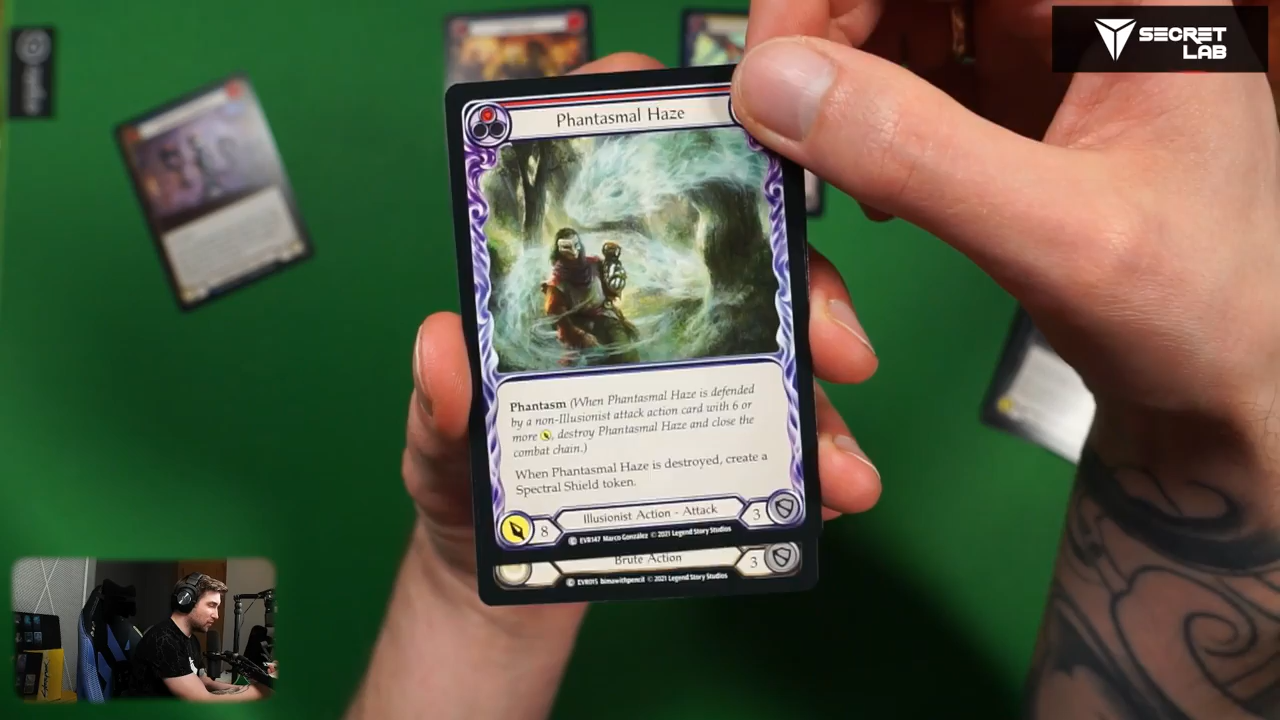 SECRET
LAB
Phantasmal Haze
Phantasm (When Phantasmal Haze is defended
by a non-Illusionist attack action card with 6 or
more , destroy Phantasmal Haze and close the
combat chain.)
When Phantasmal Haze is destroyed, create a
Spectral Shield token.
8
Illusionist Action - Attack
3
EVR147 Marco González © 2021 Legend Story Studios
Brute Action
3
EVR015 bimawithpencil © 2021 Legend Story Studios